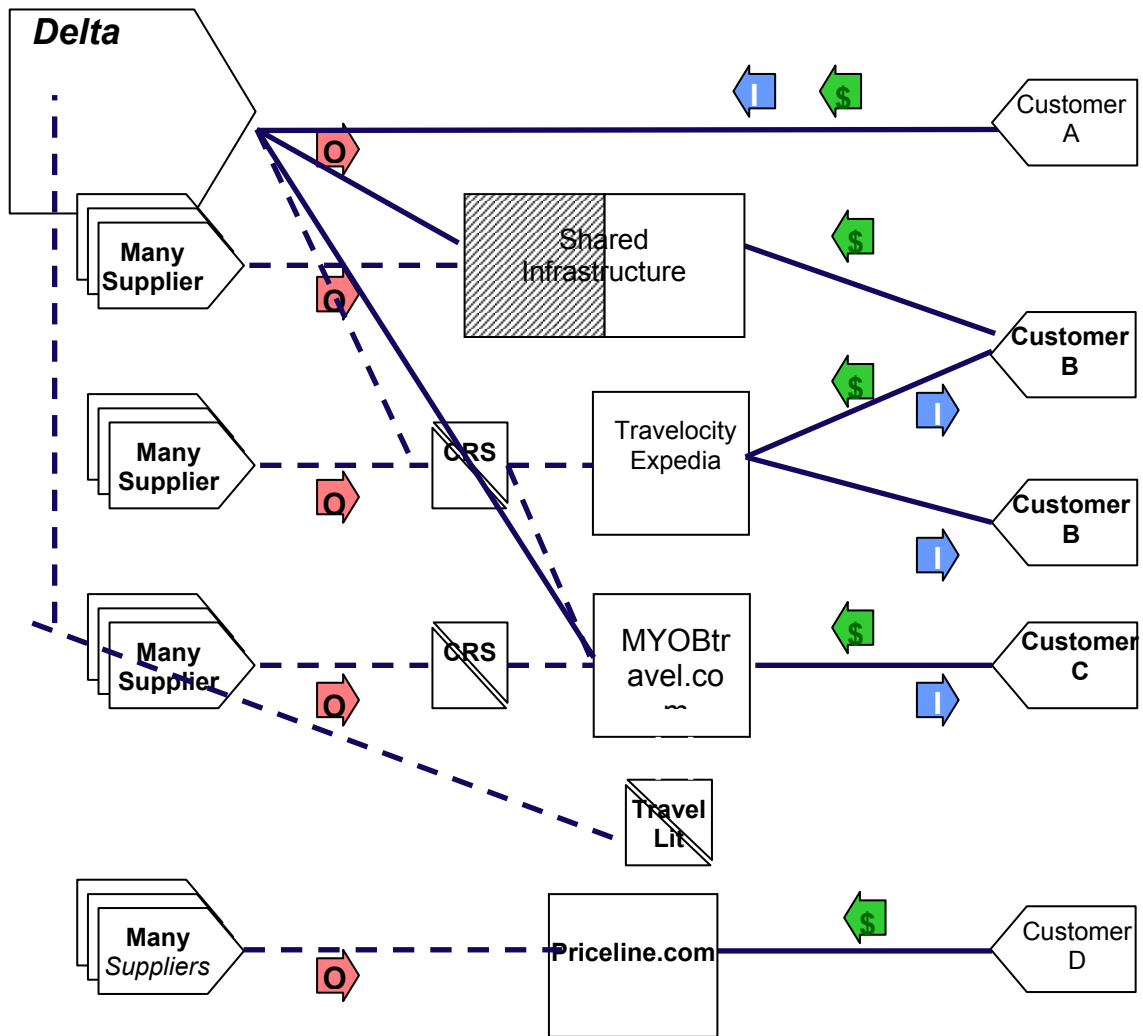 Delta
I
$
Customer
A
O
Many
Supplier
O
Shared
Infrastructure
$
Customer
B
Many
Supplier
O
CRS
Travelocity
Expedia
$
I
Customer
B
I
Many
Supplier
O
CRS
MYOBtr
avel.co
m
$
I
Customer
C
Travel
Lit
Many
Suppliers
O
Priceline.com
$
Customer
D